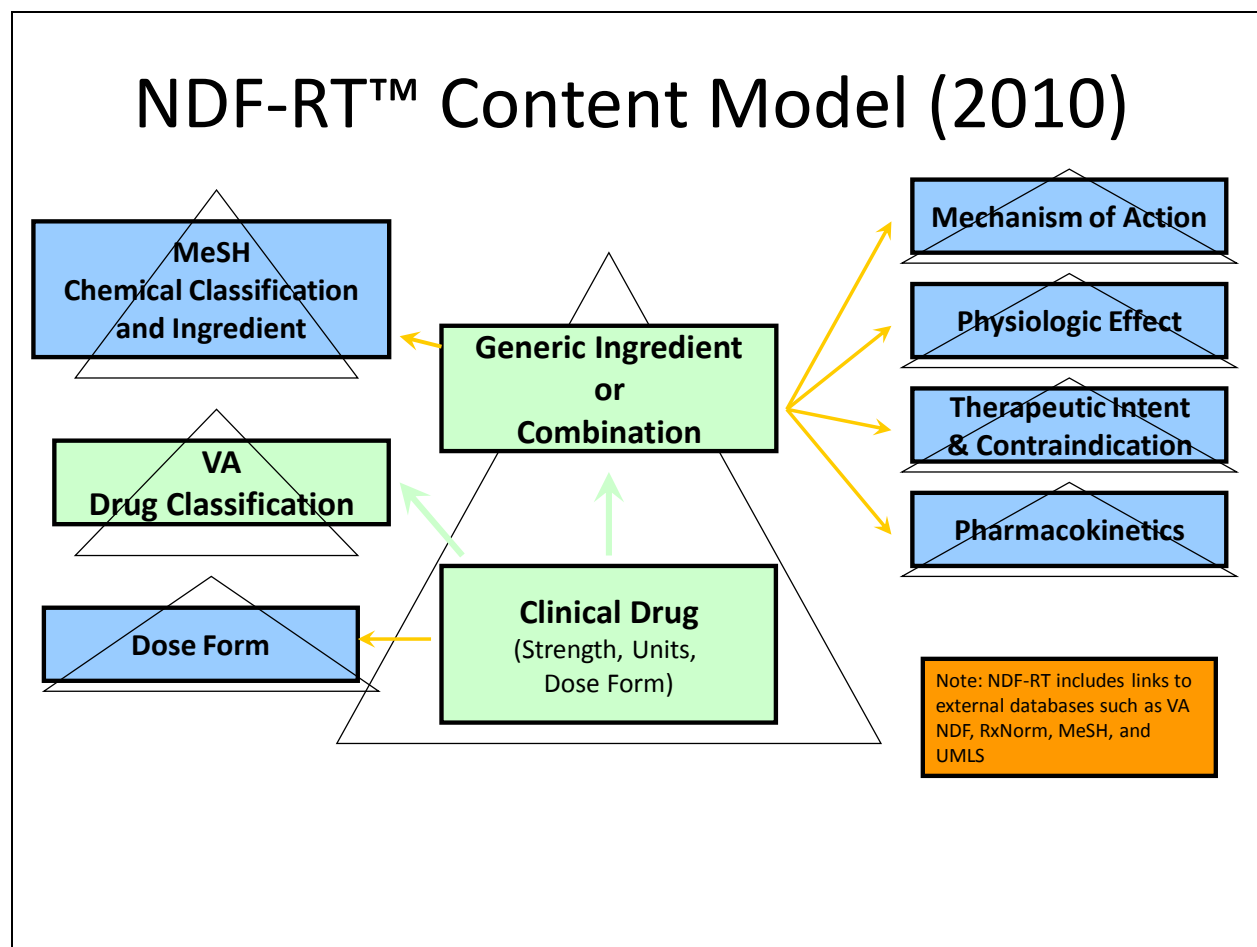 NDF-RT™ Content Model (2010)
MeSH
Chemical Classification
and Ingredient
VA
Drug Classification
Dose Form
Generic Ingredient
or
Combination
Clinical Drug
(Strength, Units,
Dose Form)
Mechanism of Action
Physiologic Effect
Therapeutic Intent
& Contraindication
Pharmacokinetics
Note: NDF-RT includes links to
external databases such as VA
NDF, RxNorm, MeSH, and
UMLS